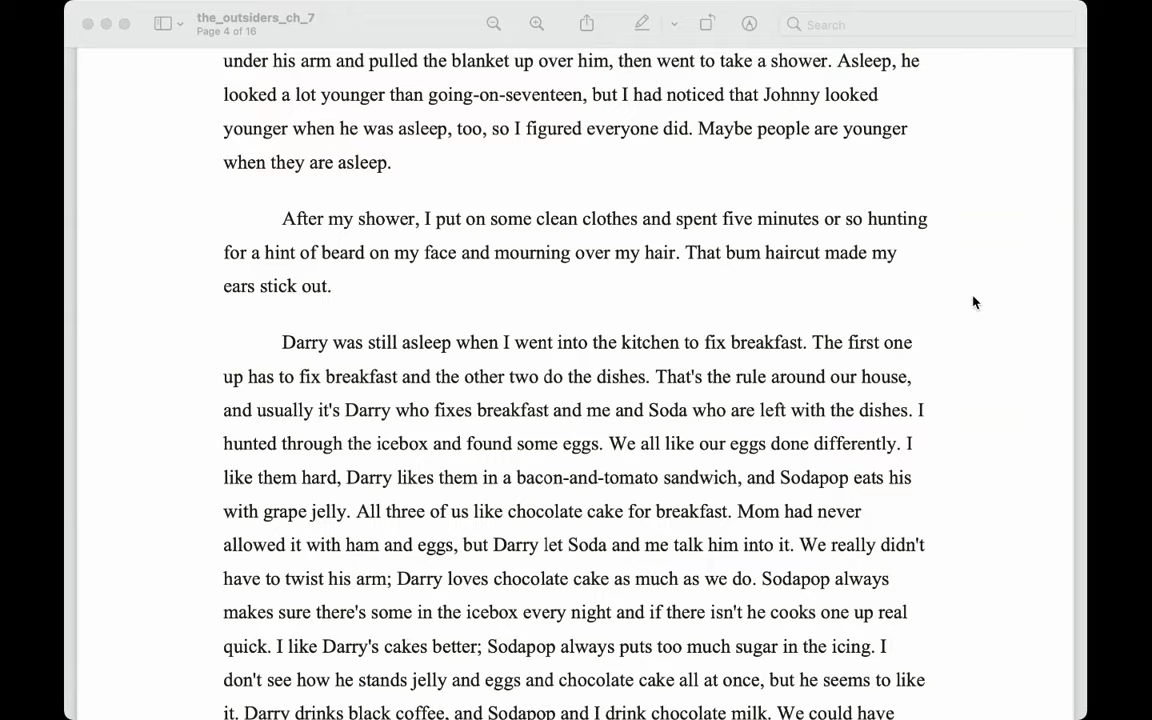 the_outsiders_ch_7
Page 4 of 16
Search
under his arm and pulled the blanket up over him, then went to take a shower. Asleep, he
looked a lot younger than going-on-seventeen, but I had noticed that Johnny looked
younger when he was asleep, too, so I figured everyone did. Maybe people are younger
when they are asleep.
After my shower, I put on some clean clothes and spent five minutes or so hunting
for a hint of beard on my face and mourning over my hair. That bum haircut made my
ears stick out.
Darry was still asleep when I went into the kitchen to fix breakfast. The first one
up has to fix breakfast and the other two do the dishes. That's the rule around our house,
and usually it's Darry who fixes breakfast and me and Soda who are left with the dishes. I
hunted through the icebox and found some eggs. We all like our eggs done differently. I
like them hard, Darry likes them in a bacon-and-tomato sandwich, and Sodapop eats his
with grape jelly. All three of us like chocolate cake for breakfast. Mom had never
allowed it with ham and eggs, but Darry let Soda and me talk him into it. We really didn't
have to twist his arm; Darry loves chocolate cake as much as we do. Sodapop always
makes sure there's some in the icebox every night and if there isn't he cooks one up real
quick. I like Darry's cakes better; Sodapop always puts too much sugar in the icing. I
don't see how he stands jelly and eggs and chocolate cake all at once, but he seems to like
it. Darry drinks black coffee, and Sodapop and I drink chocolate milk. We could have